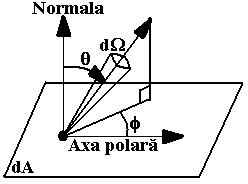 Normala
dΩ
θ
ϕ
Axa polară
dA